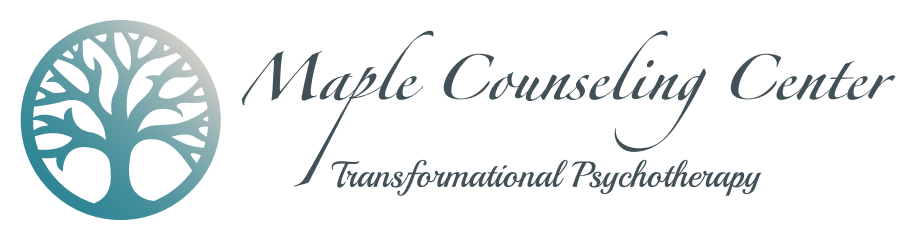 Maple Counseling Center
Transformational Psychotherapy